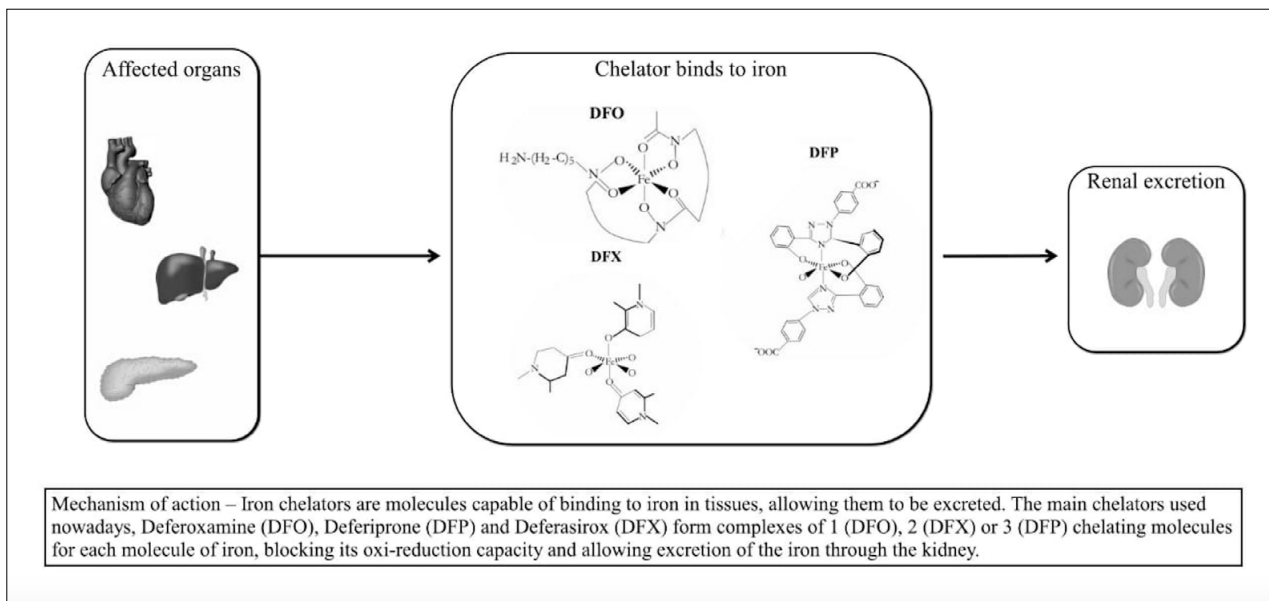 Affected organs
Chelator binds to iron
DFO
H₂N-(H₂-C)₅
N
O
O
Fe
O
N
O
O
O
N
DFP
COO⁻
N
N
N
N
O
Fe
O
O
O
N
N
N
⁻OOC
DFX
N
O
O
Fe
O
O
O
N
N
Renal excretion
Mechanism of action – Iron chelators are molecules capable of binding to iron in tissues, allowing them to be excreted. The main chelators used
nowadays, Deferoxamine (DFO), Deferiprone (DFP) and Deferasirox (DFX) form complexes of 1 (DFO), 2 (DFX) or 3 (DFP) chelating molecules
for each molecule of iron, blocking its oxi-reduction capacity and allowing excretion of the iron through the kidney.